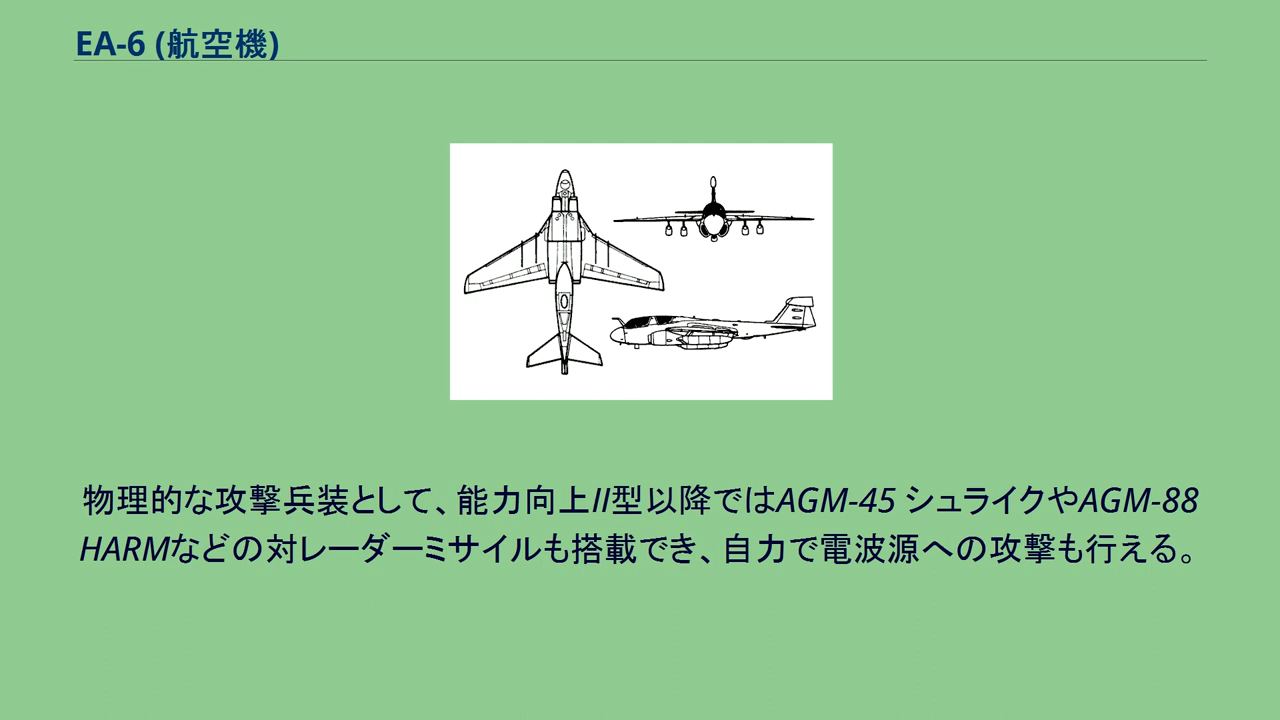 EA-6 (航空機)
物理的な攻撃兵装として、能力向上II型以降ではAGM-45 シュライクやAGM-88
HARMなどの対レーダーミサイルも搭載でき、自力で電波源への攻撃も行える。